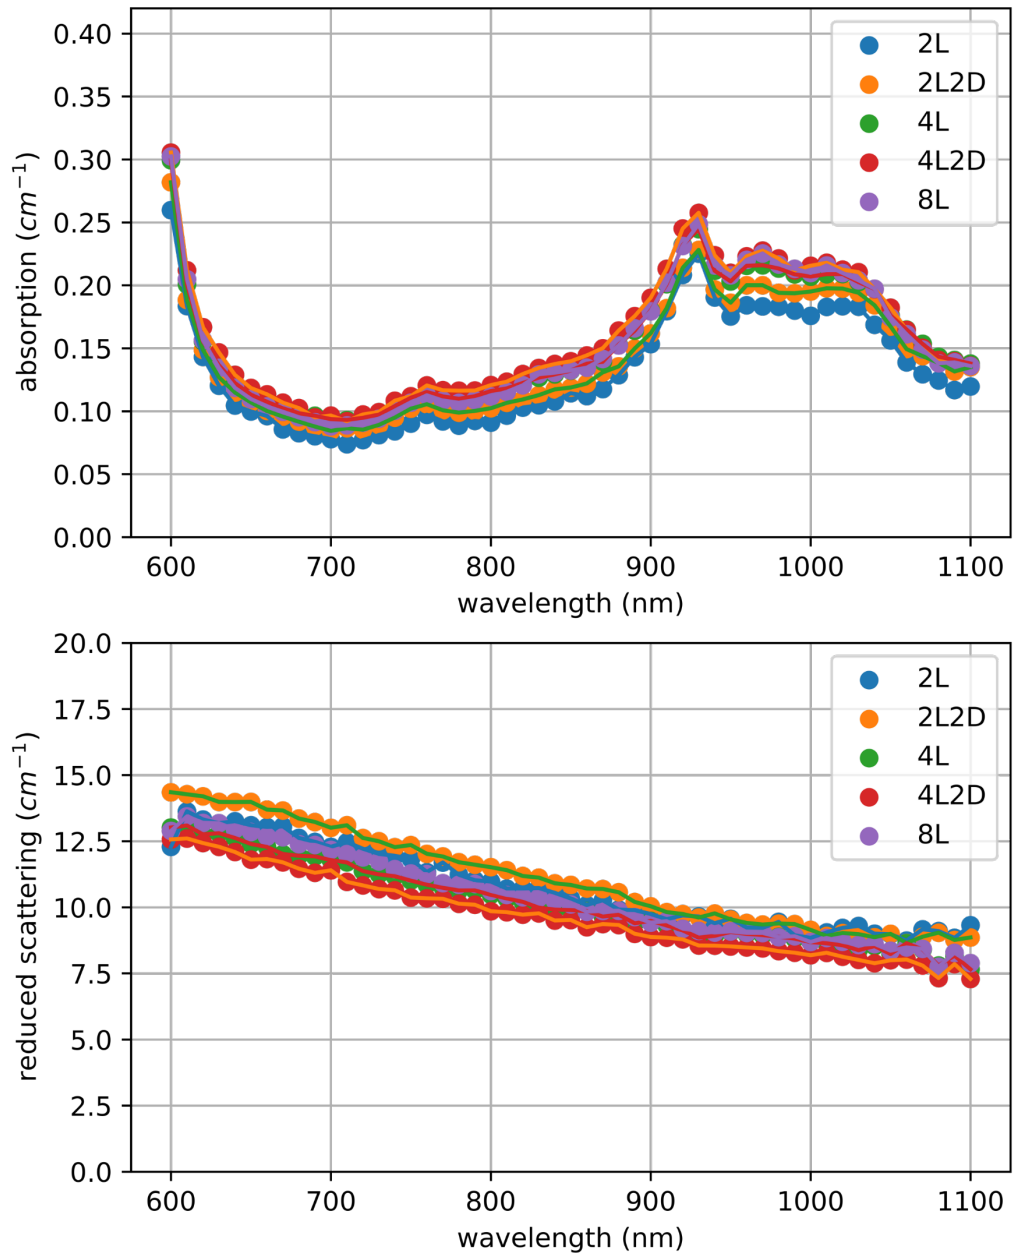 0.40
0.35
0.30
0.25
0.20
0.15
0.10
0.05
0.00
absorption (cm⁻¹)
2L
2L2D
4L
4L2D
8L
600 700 800 900 1000 1100
wavelength (nm)
20.0
17.5
15.0
12.5
10.0
7.5
5.0
2.5
0.0
reduced scattering (cm⁻¹)
2L
2L2D
4L
4L2D
8L
600 700 800 900 1000 1100
wavelength (nm)